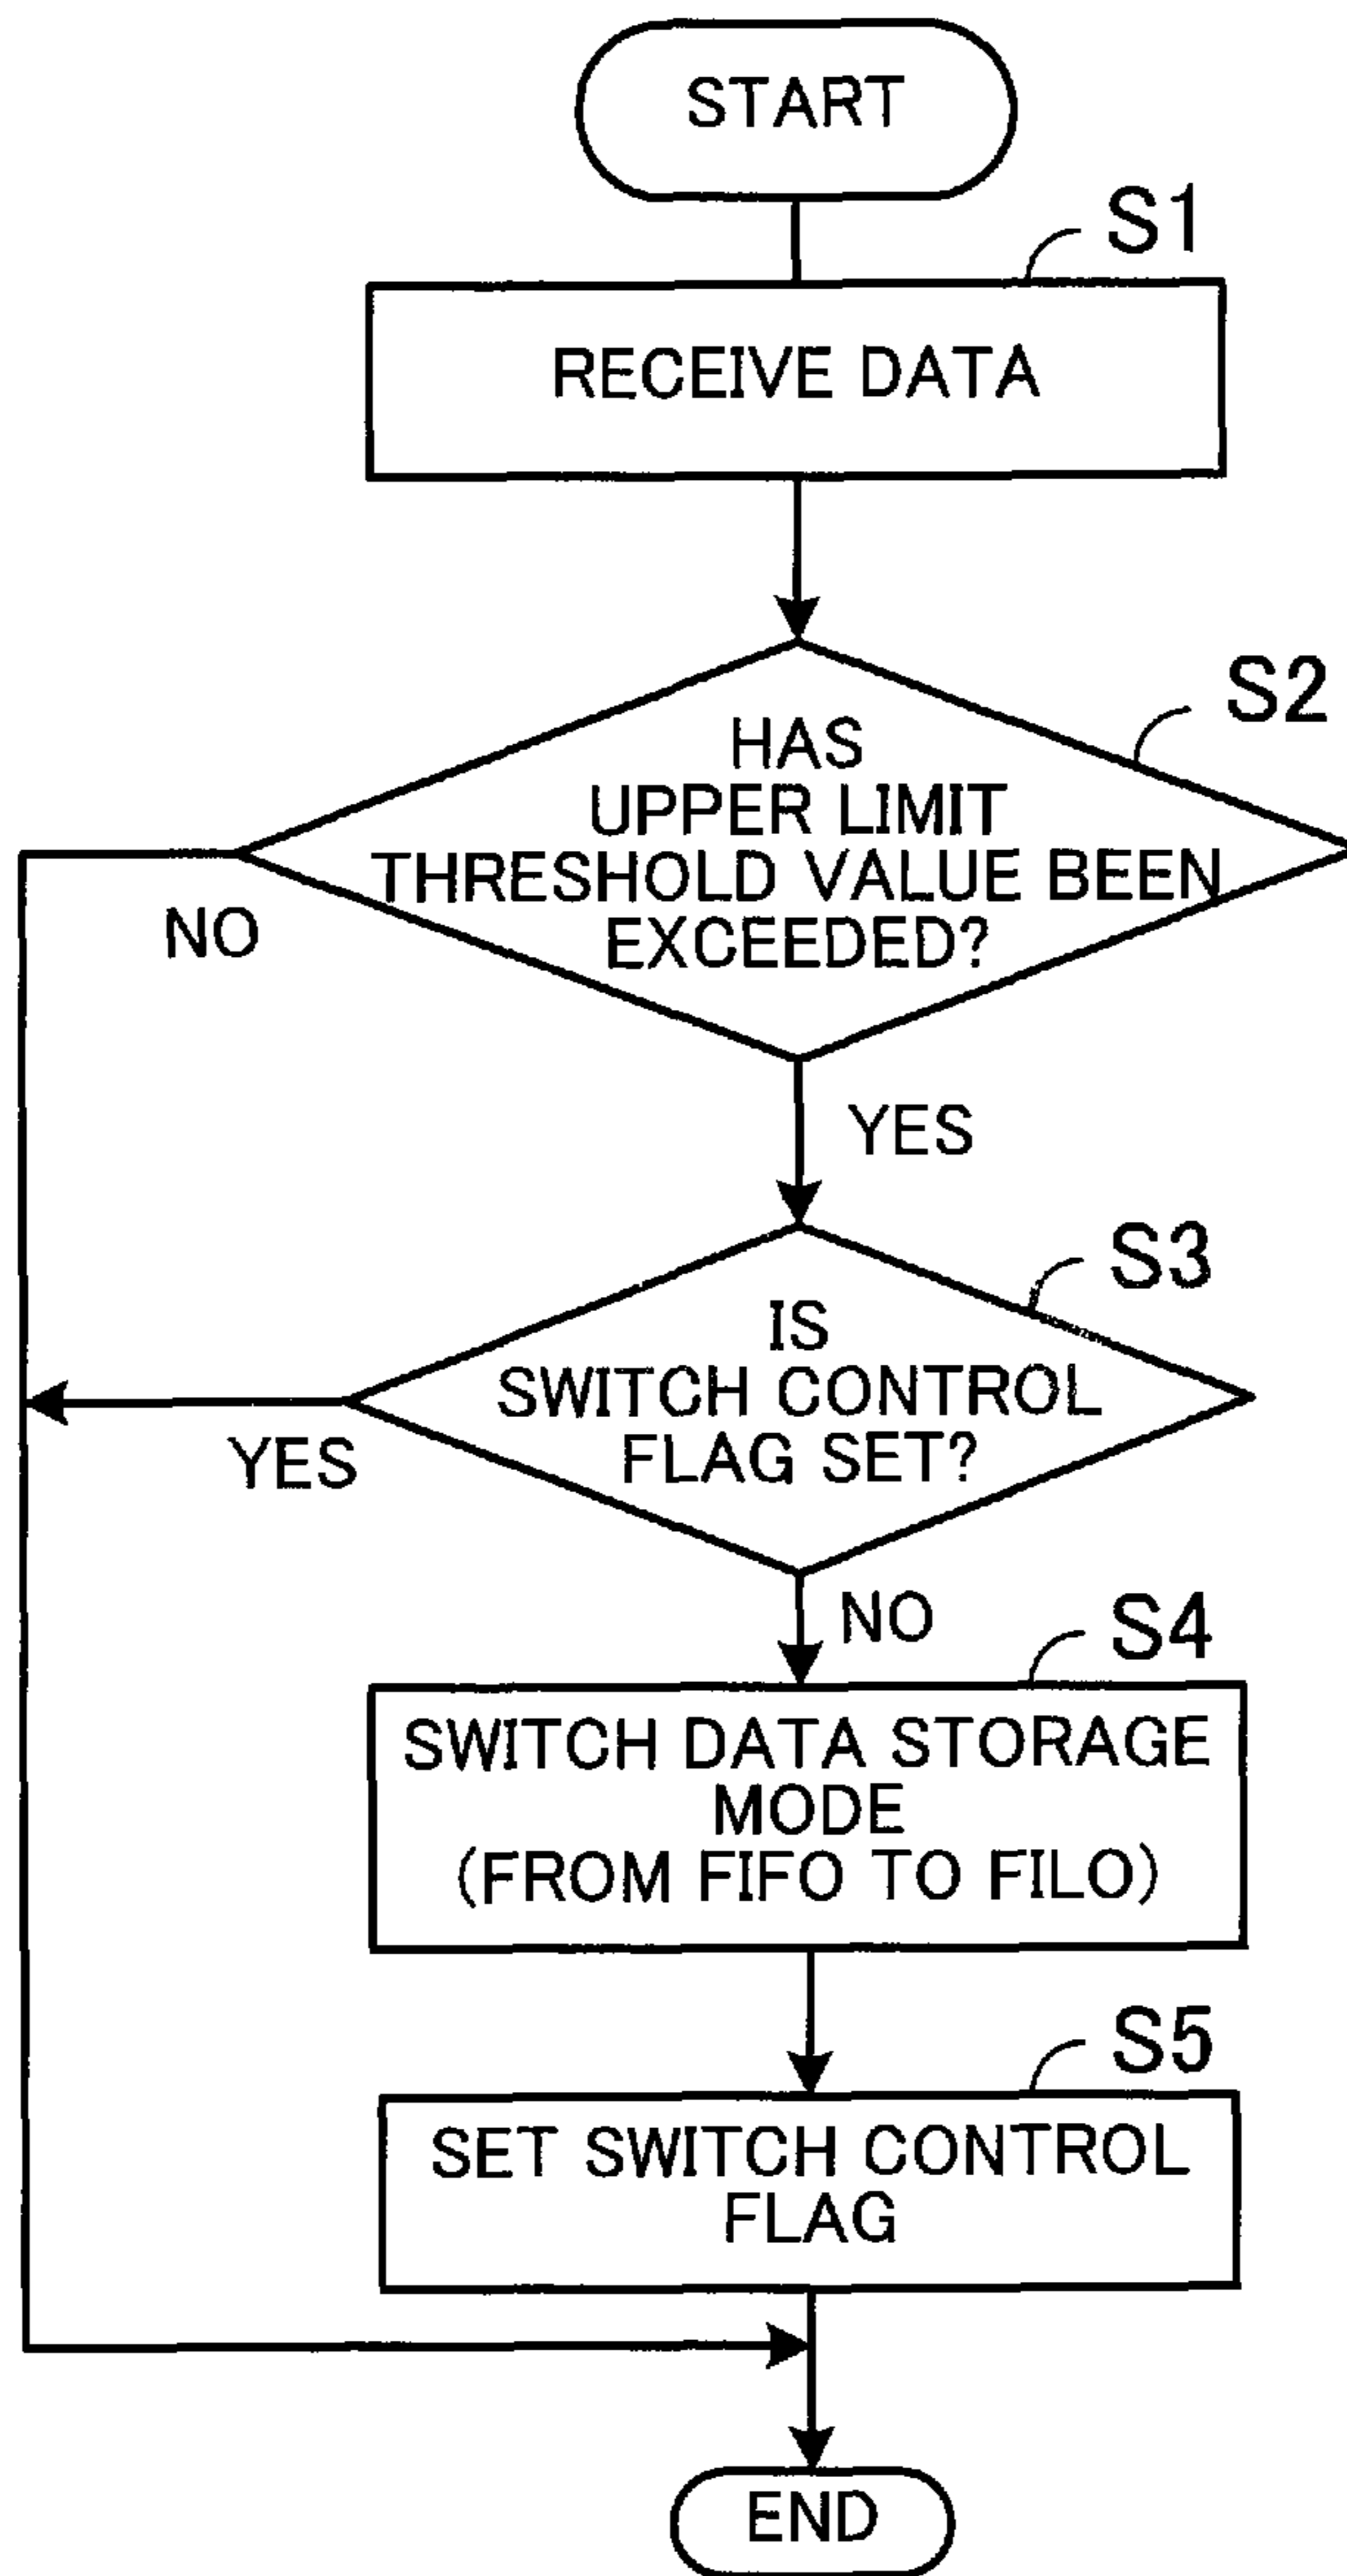 START
S1
RECEIVE DATA
S2
HAS
UPPER LIMIT
THRESHOLD VALUE BEEN
EXCEEDED?
NO
YES
S3
IS
SWITCH CONTROL
FLAG SET?
YES
NO
S4
SWITCH DATA STORAGE
MODE
(FROM FIFO TO FILO)
S5
SET SWITCH CONTROL
FLAG
END